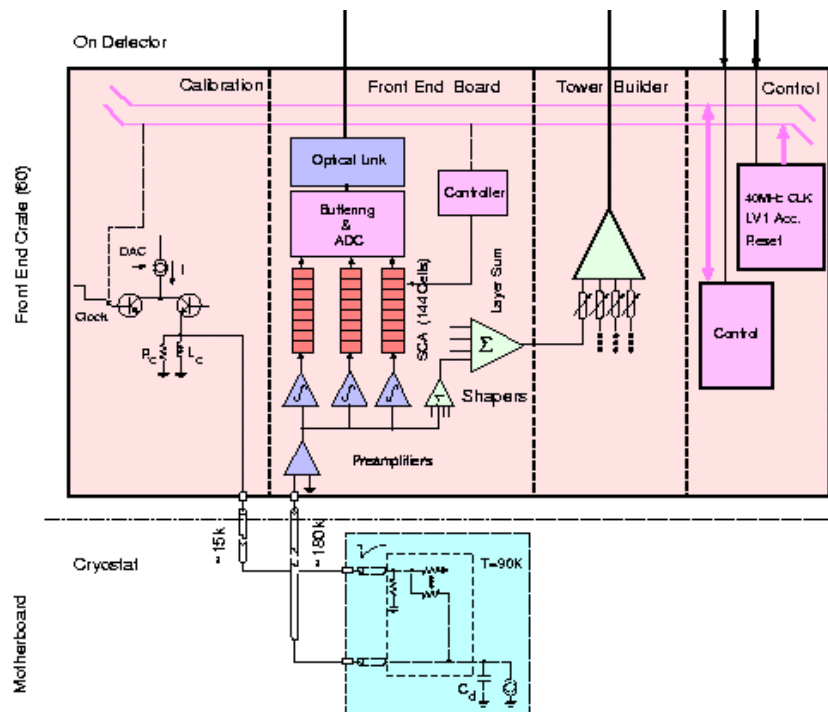 On Detector
Calibration
Front End Board
Tower Builder
Control
Front End Crate (60)
Optical Link
Controller
40MHz CLK
LV1 Acc.
Reset
Buffering
&
ADC
DAC
I
Clock
SCA (144 Cells)
Layer Sum
Control
Rc
Lc
Σ
τ
Shapers
Preamplifiers
~15k
~180k
Cryostat
T=90K
Motherboard
Cd